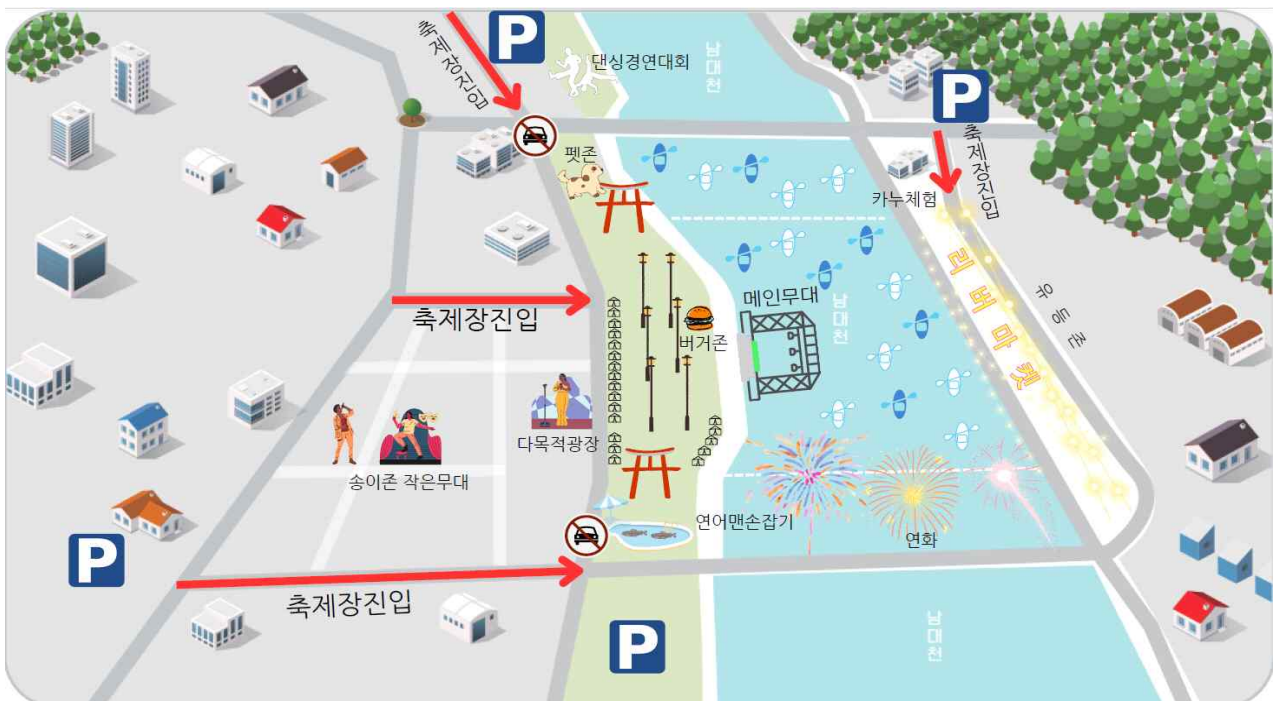 P
축제장진입
댄싱경연대회
남대천
P
축제장진입
펫존
카누체험
리버마켓
유등존
축제장진입
메인무대
남대천
버거존
다목적광장
송이존 작은무대
연어맨손잡기
연화
P
축제장진입
P
남대천